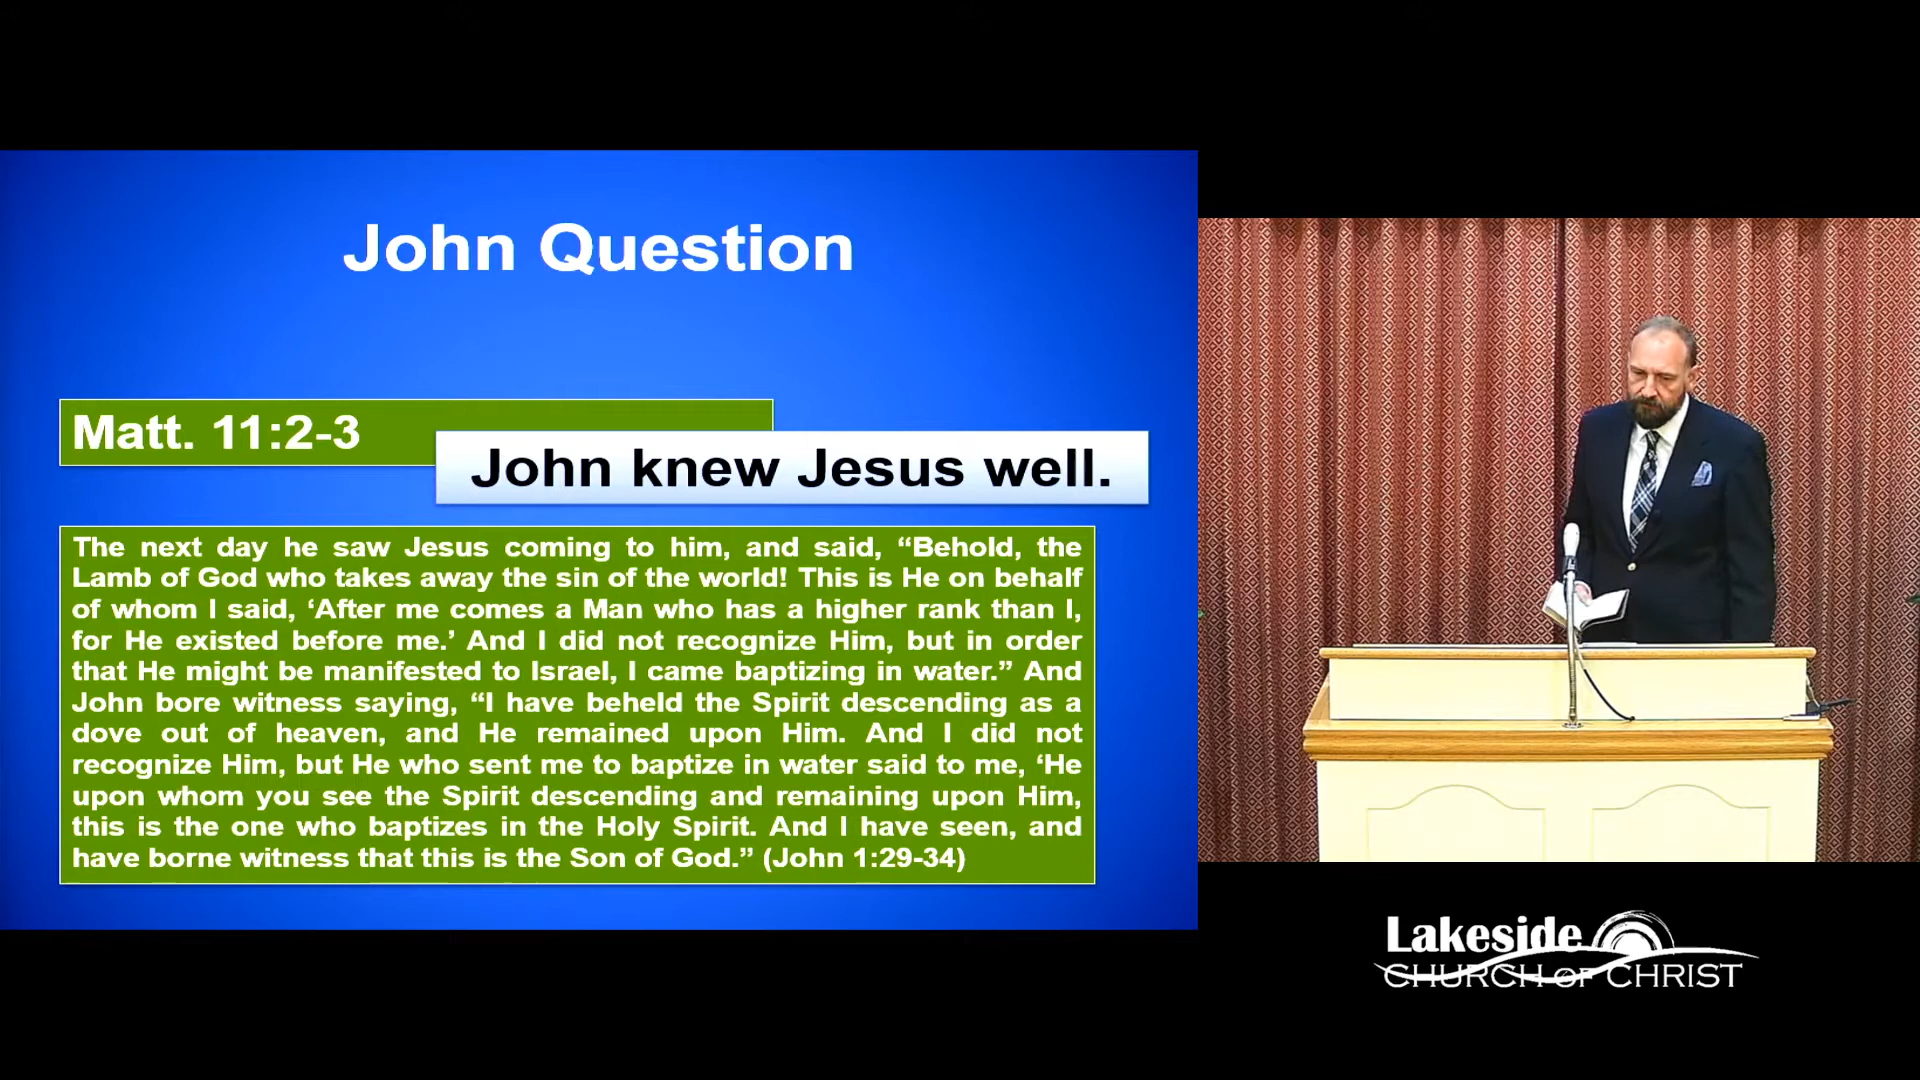 John Question
Matt. 11:2-3
John knew Jesus well.
The next day he saw Jesus coming to him, and said, “Behold, the
Lamb of God who takes away the sin of the world! This is He on behalf
of whom I said, ‘After me comes a Man who has a higher rank than I,
for He existed before me.’ And I did not recognize Him, but in order
that He might be manifested to Israel, I came baptizing in water.” And
John bore witness saying, “I have beheld the Spirit descending as a
dove out of heaven, and He remained upon Him. And I did not
recognize Him, but He who sent me to baptize in water said to me, ‘He
upon whom you see the Spirit descending and remaining upon Him,
this is the one who baptizes in the Holy Spirit. And I have seen, and
have borne witness that this is the Son of God.” (John 1:29-34)
Lakeside
CHURCH OF CHRIST